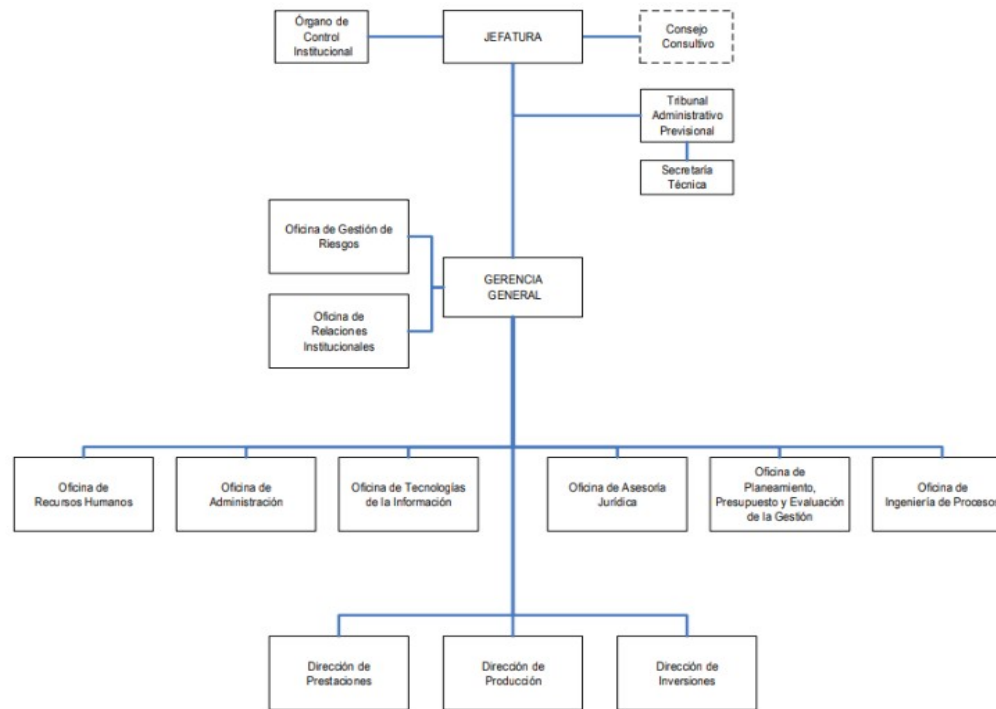 Órgano de
Control
Institucional
JEFATURA
Consejo
Consultivo
Tribunal
Administrativo
Previsional
Secretaría
Técnica
Oficina de Gestión de
Riesgos
GERENCIA
GENERAL
Oficina de
Relaciones
Institucionales
Oficina de
Recursos Humanos
Oficina de
Administración
Oficina de Tecnologías
de la Información
Oficina de Asesoría
Jurídica
Oficina de
Planeamiento,
Presupuesto y Evaluación
de la Gestión
Oficina de
Ingeniería de Procesos
Dirección de
Prestaciones
Dirección de
Producción
Dirección de
Inversiones